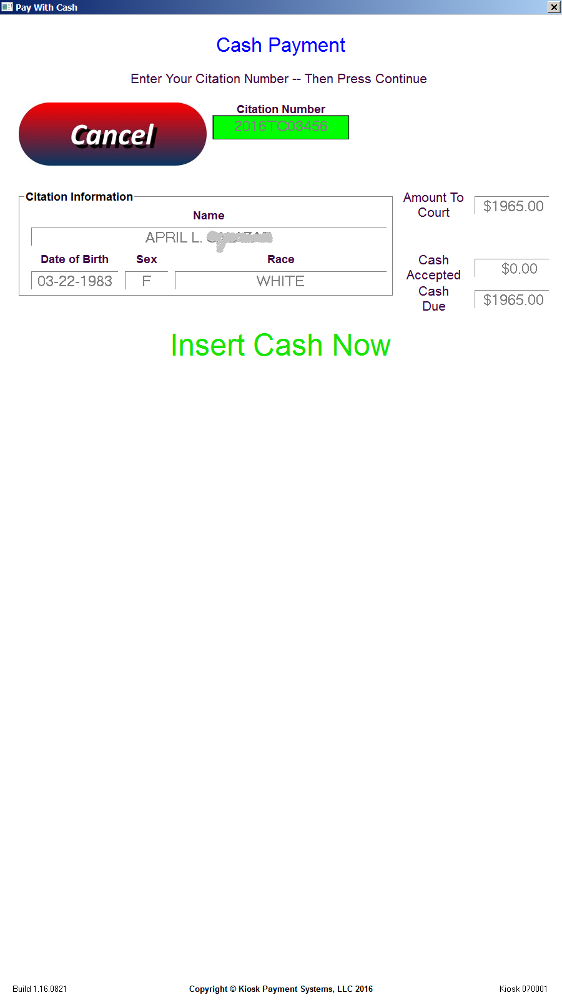 Pay With Cash
Cash Payment
Enter Your Citation Number -- Then Press Continue
Cancel
Citation Number
2016TC03456
Citation Information
Name
APRIL L.
Date of Birth Sex Race
03-22-1983 F WHITE
Amount To
Court
$1965.00
Cash
Accepted
$0.00
Cash
Due
$1965.00
Insert Cash Now
Build 1.16.0821 Copyright © Kiosk Payment Systems, LLC 2016 Kiosk 070001